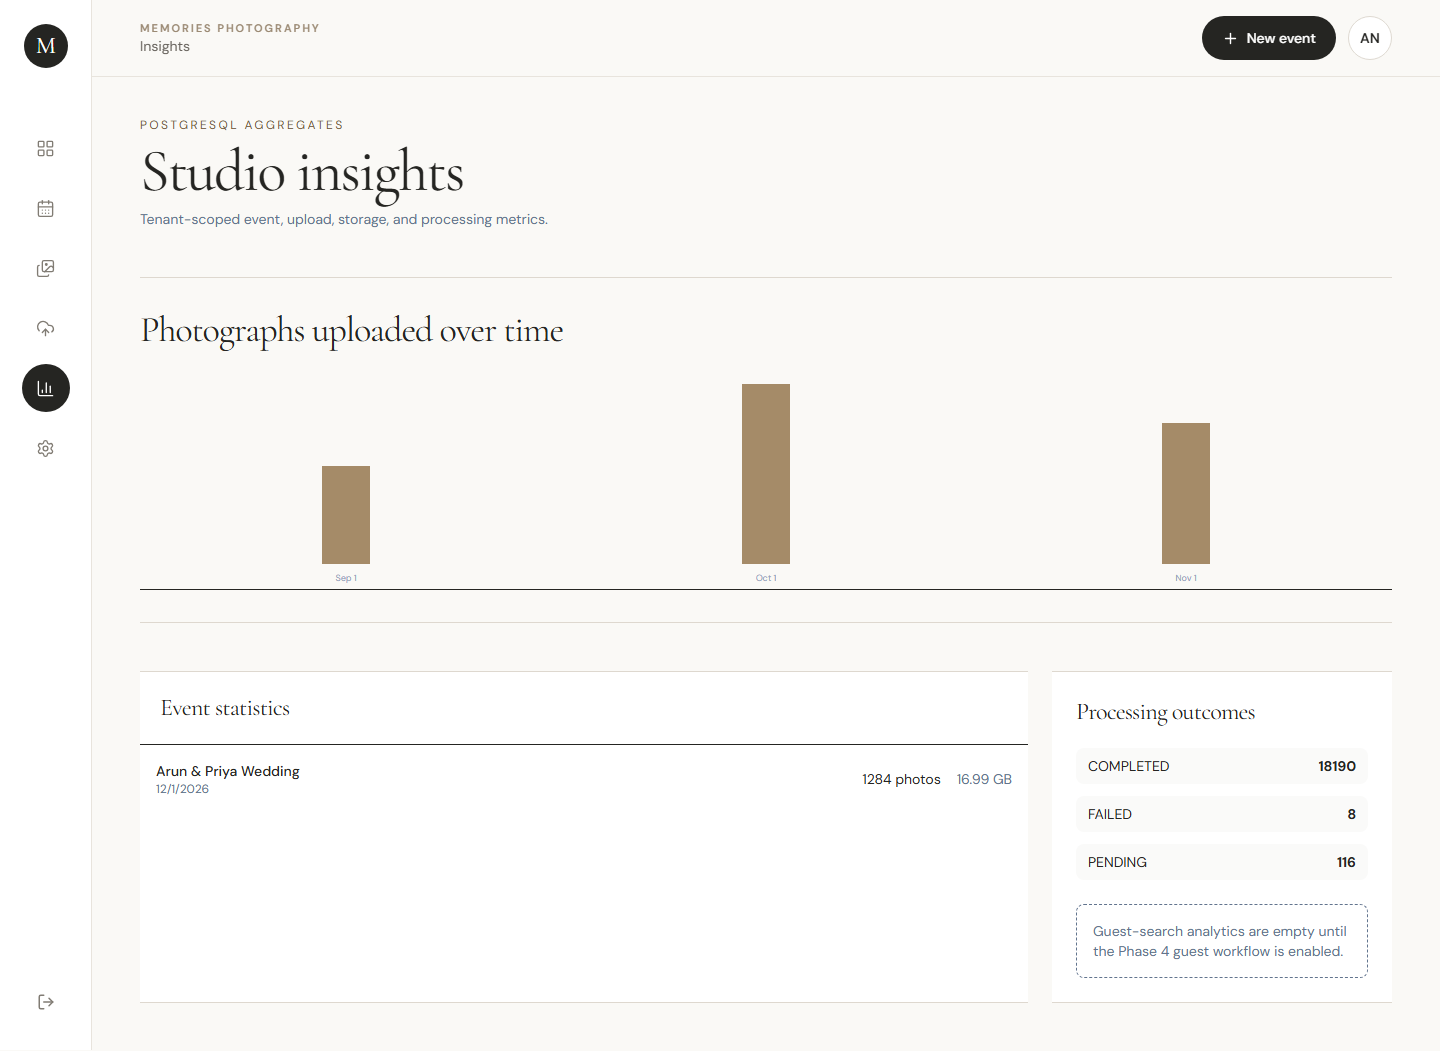 M
MEMORIES PHOTOGRAPHY
Insights
New event
AN
POSTGRESQL AGGREGATES
Studio insights
Tenant-scoped event, upload, storage, and processing metrics.
Photographs uploaded over time
Sep 1
Oct 1
Nov 1
Event statistics
Arun & Priya Wedding
12/1/2026
1284 photos
16.99 GB
Processing outcomes
COMPLETED 18190
FAILED 8
PENDING 116
Guest-search analytics are empty until
the Phase 4 guest workflow is enabled.